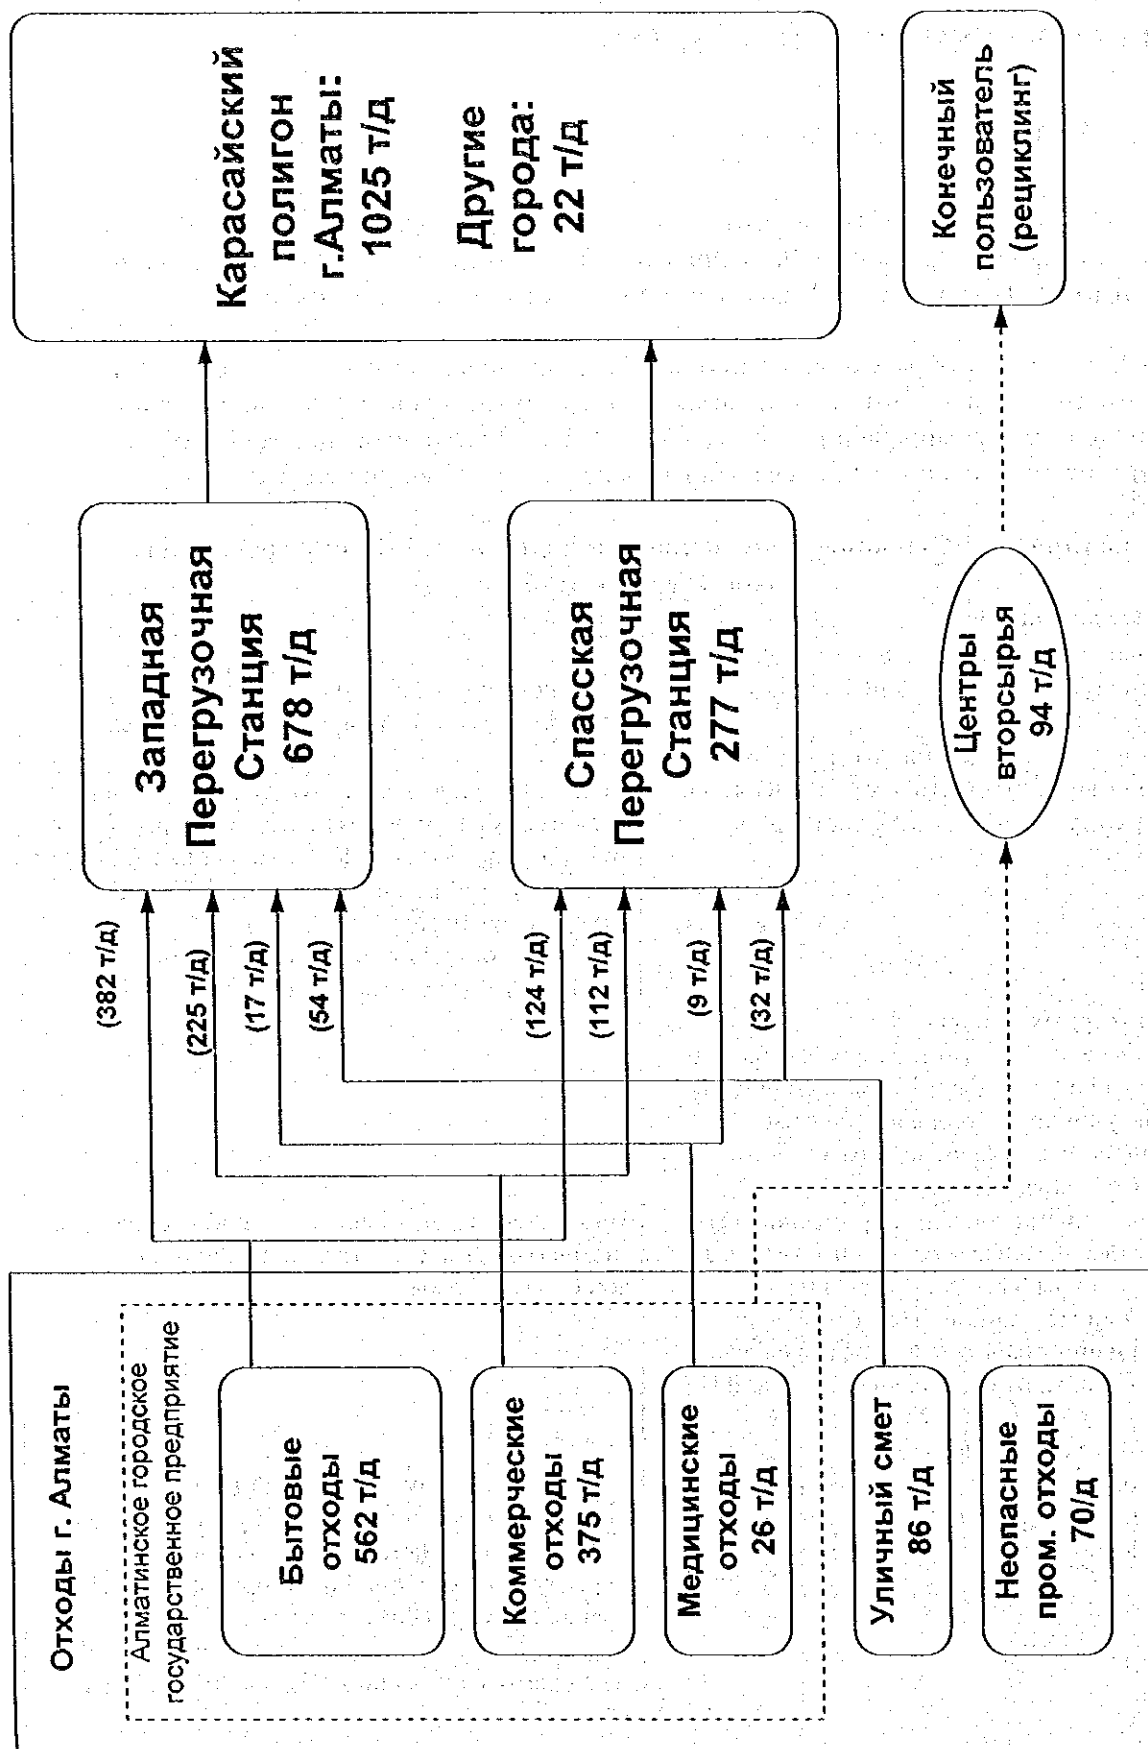 Отходы г. Алматы
Алматинское городское
государственное предприятие
Бытовые
отходы
562 т/д
Коммерческие
отходы
375 т/д
Медицинские
отходы
26 т/д
Уличный смет
86 т/д
Неопасные
пром. отходы
70/д
(382 т/д)
(225 т/д)
(17 т/д)
(54 т/д)
(124 т/д)
(112 т/д)
(9 т/д)
(32 т/д)
Западная
Перегрузочная
Станция
678 т/д
Спасская
Перегрузочная
Станция
277 т/д
Центры
вторсырья
94 т/д
Карасайский
полигон
г.Алматы:
1025 т/д
Другие
города:
22 т/д
Конечный
пользователь
(рециклинг)